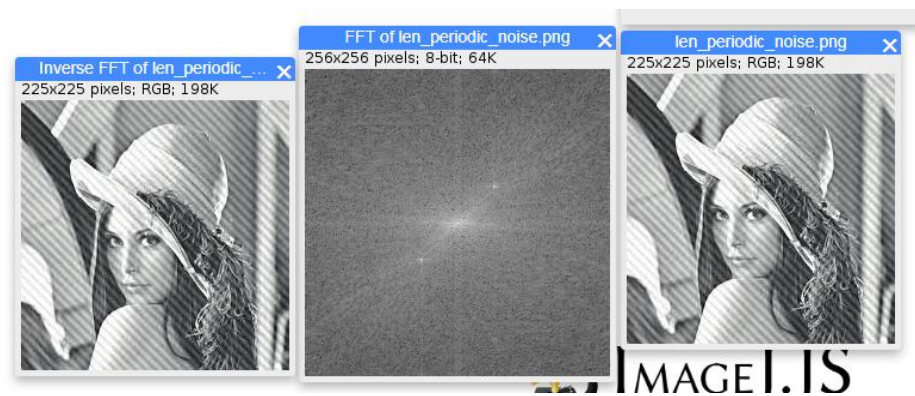 Inverse FFT of len_periodic_...
225x225 pixels; RGB; 198K
FFT of len_periodic_noise.png
256x256 pixels; 8-bit; 64K
len_periodic_noise.png
225x225 pixels; RGB; 198K
IMAGEJ.JS